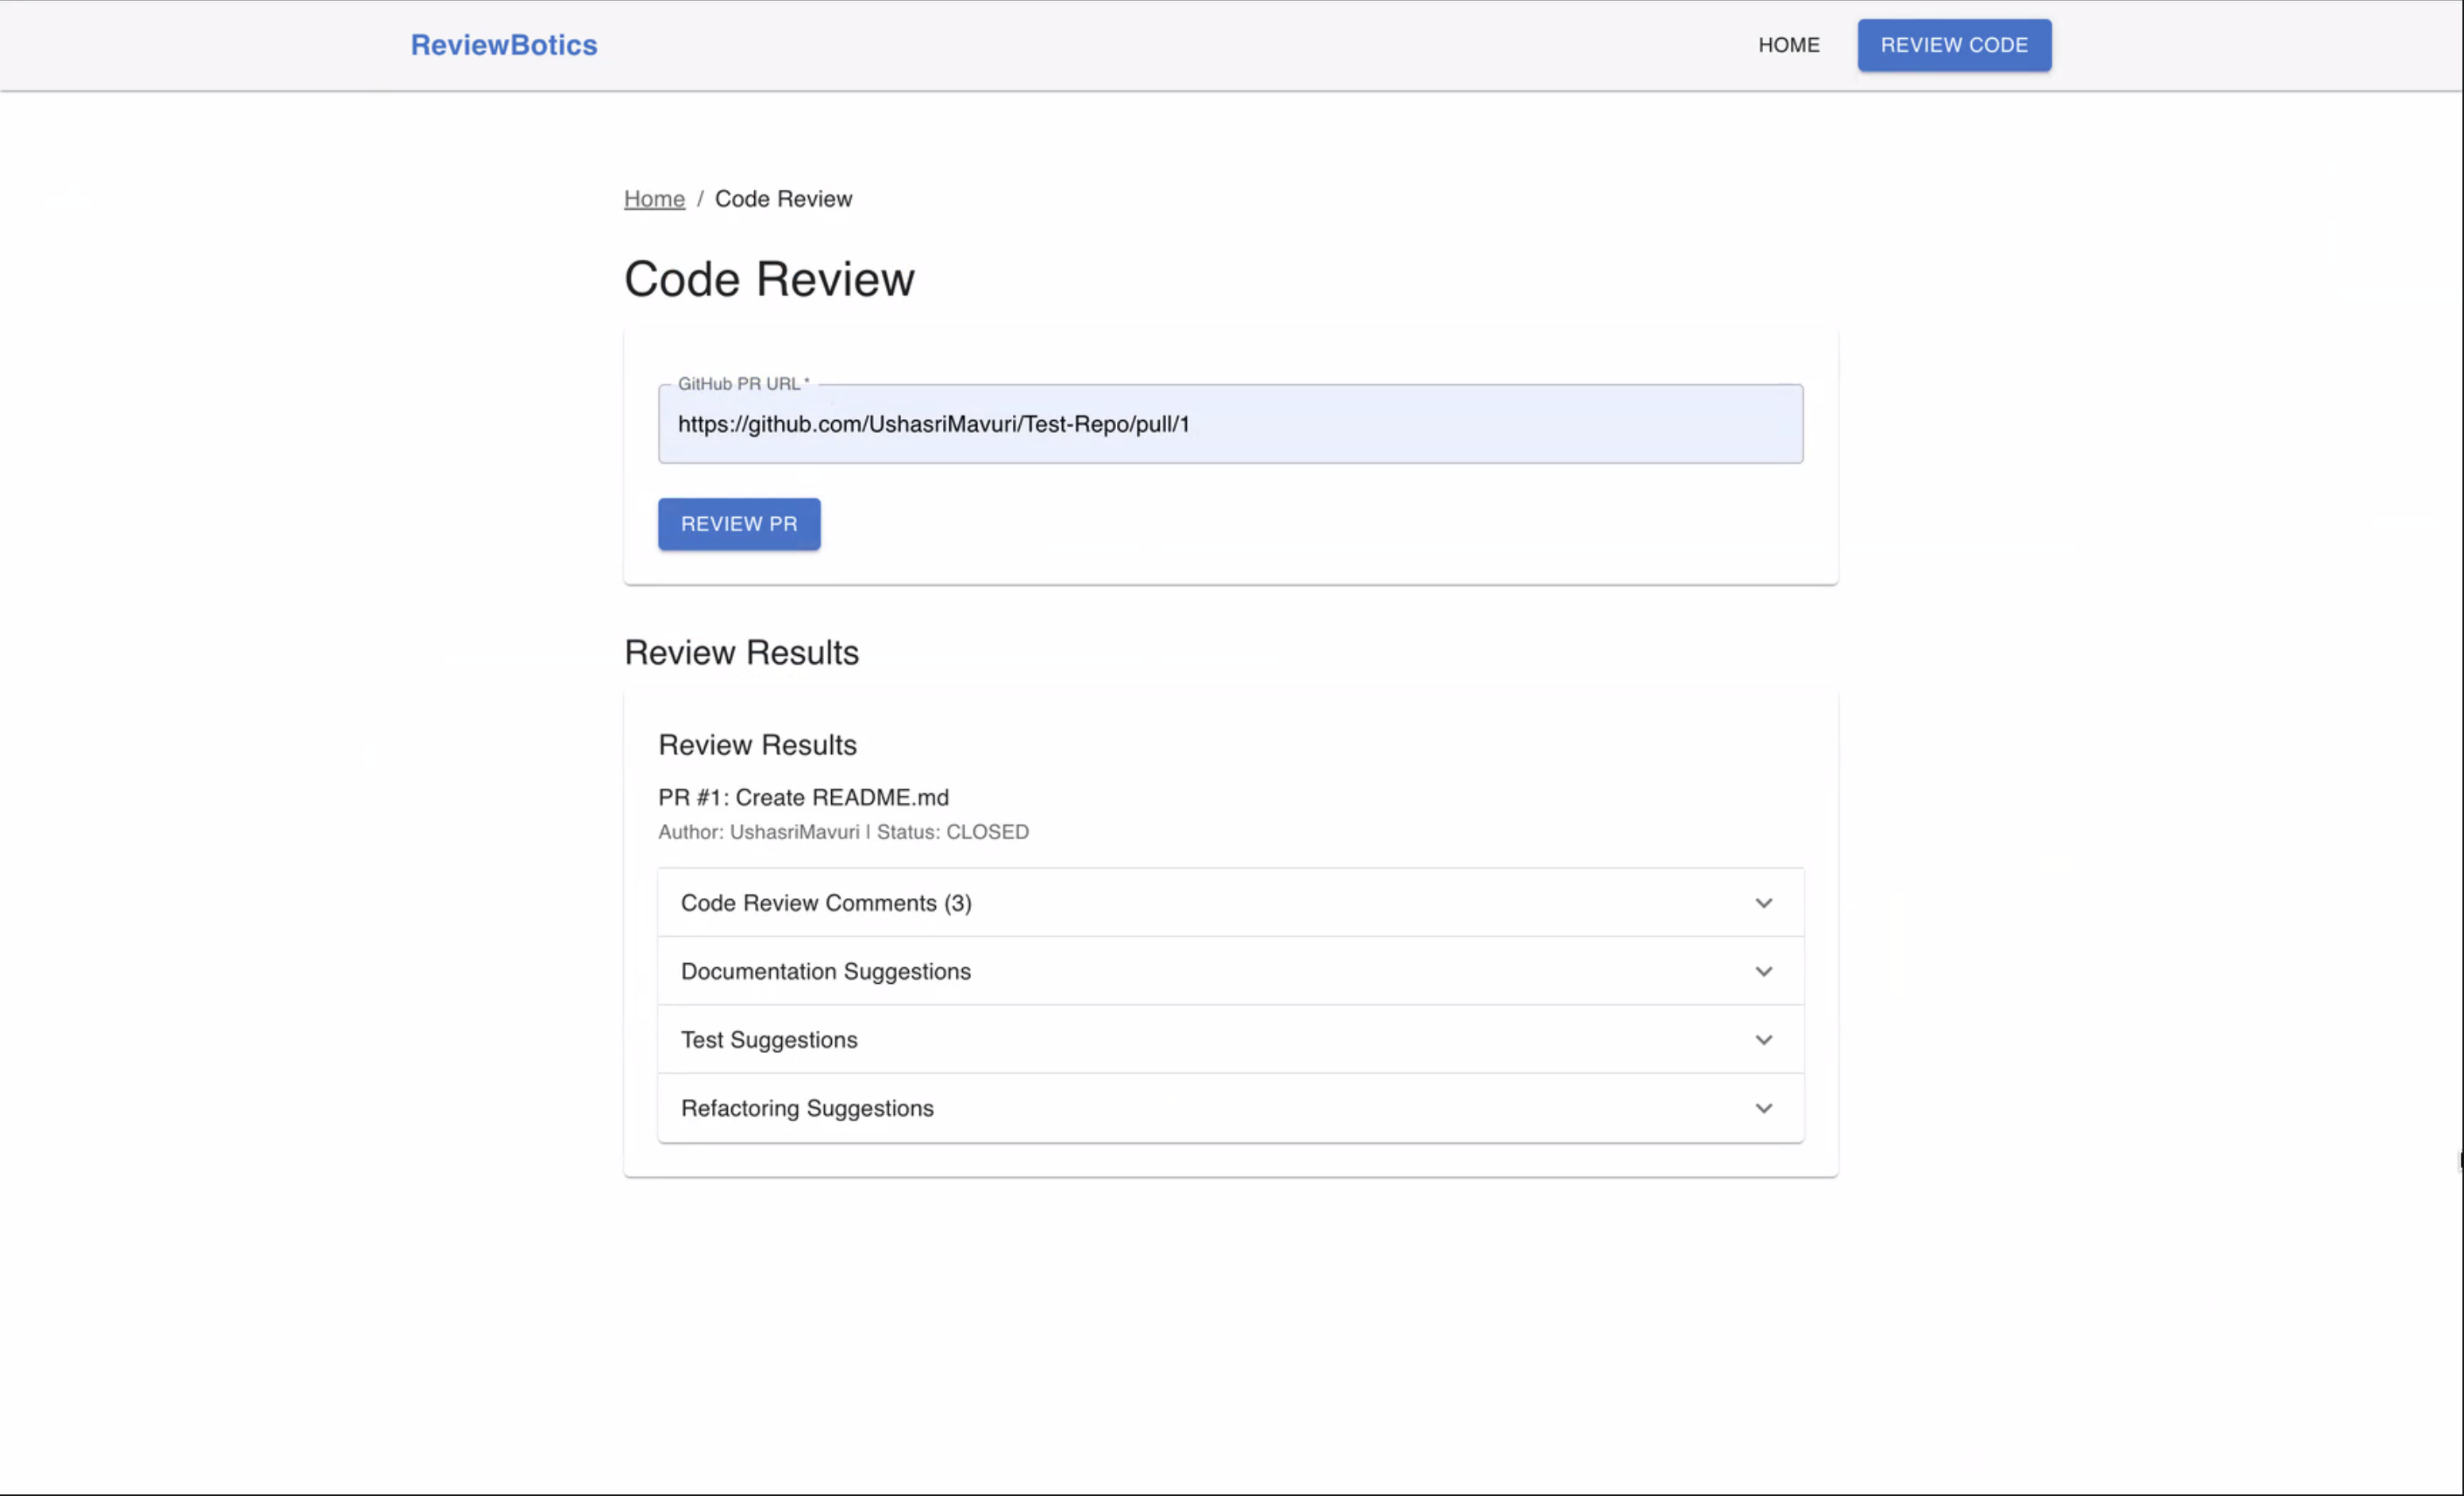 ReviewBotics HOME REVIEW CODE
Home / Code Review
Code Review
GitHub PR URL *
https://github.com/UshasriMavuri/Test-Repo/pull/1
REVIEW PR
Review Results
Review Results
PR #1: Create README.md
Author: UshasriMavuri | Status: CLOSED
Code Review Comments (3)
Documentation Suggestions
Test Suggestions
Refactoring Suggestions